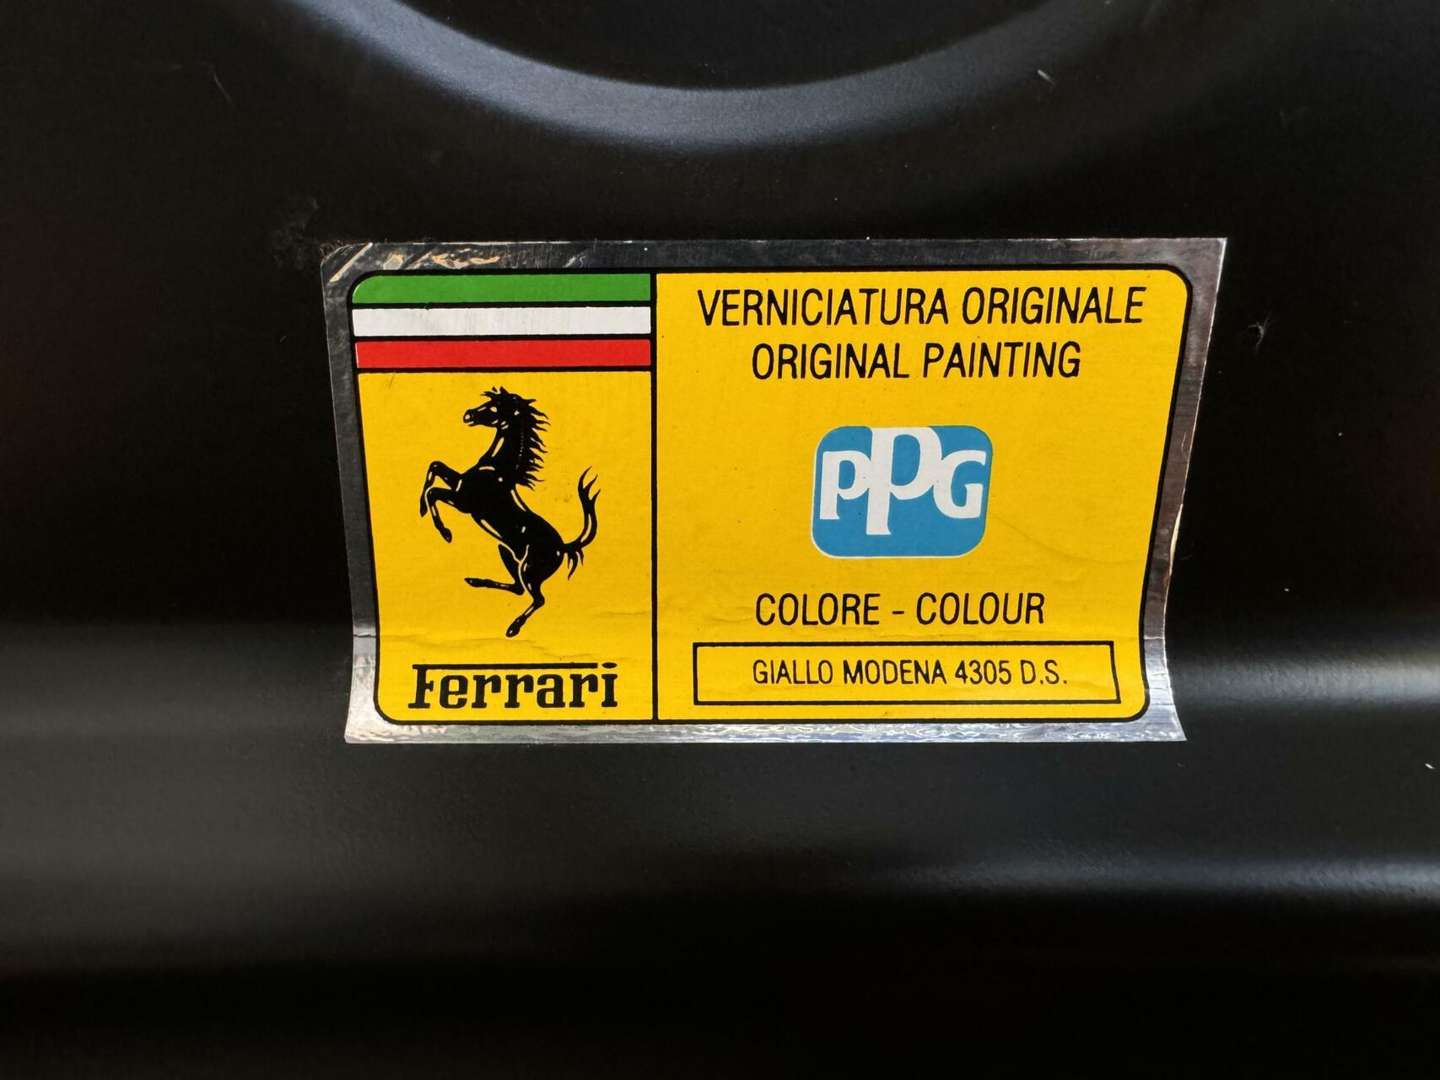 VERNICIATURA ORIGINALE
ORIGINAL PAINTING
PPG
COLORE - COLOUR
GIALLO MODENA 4305 D.S.
Ferrari